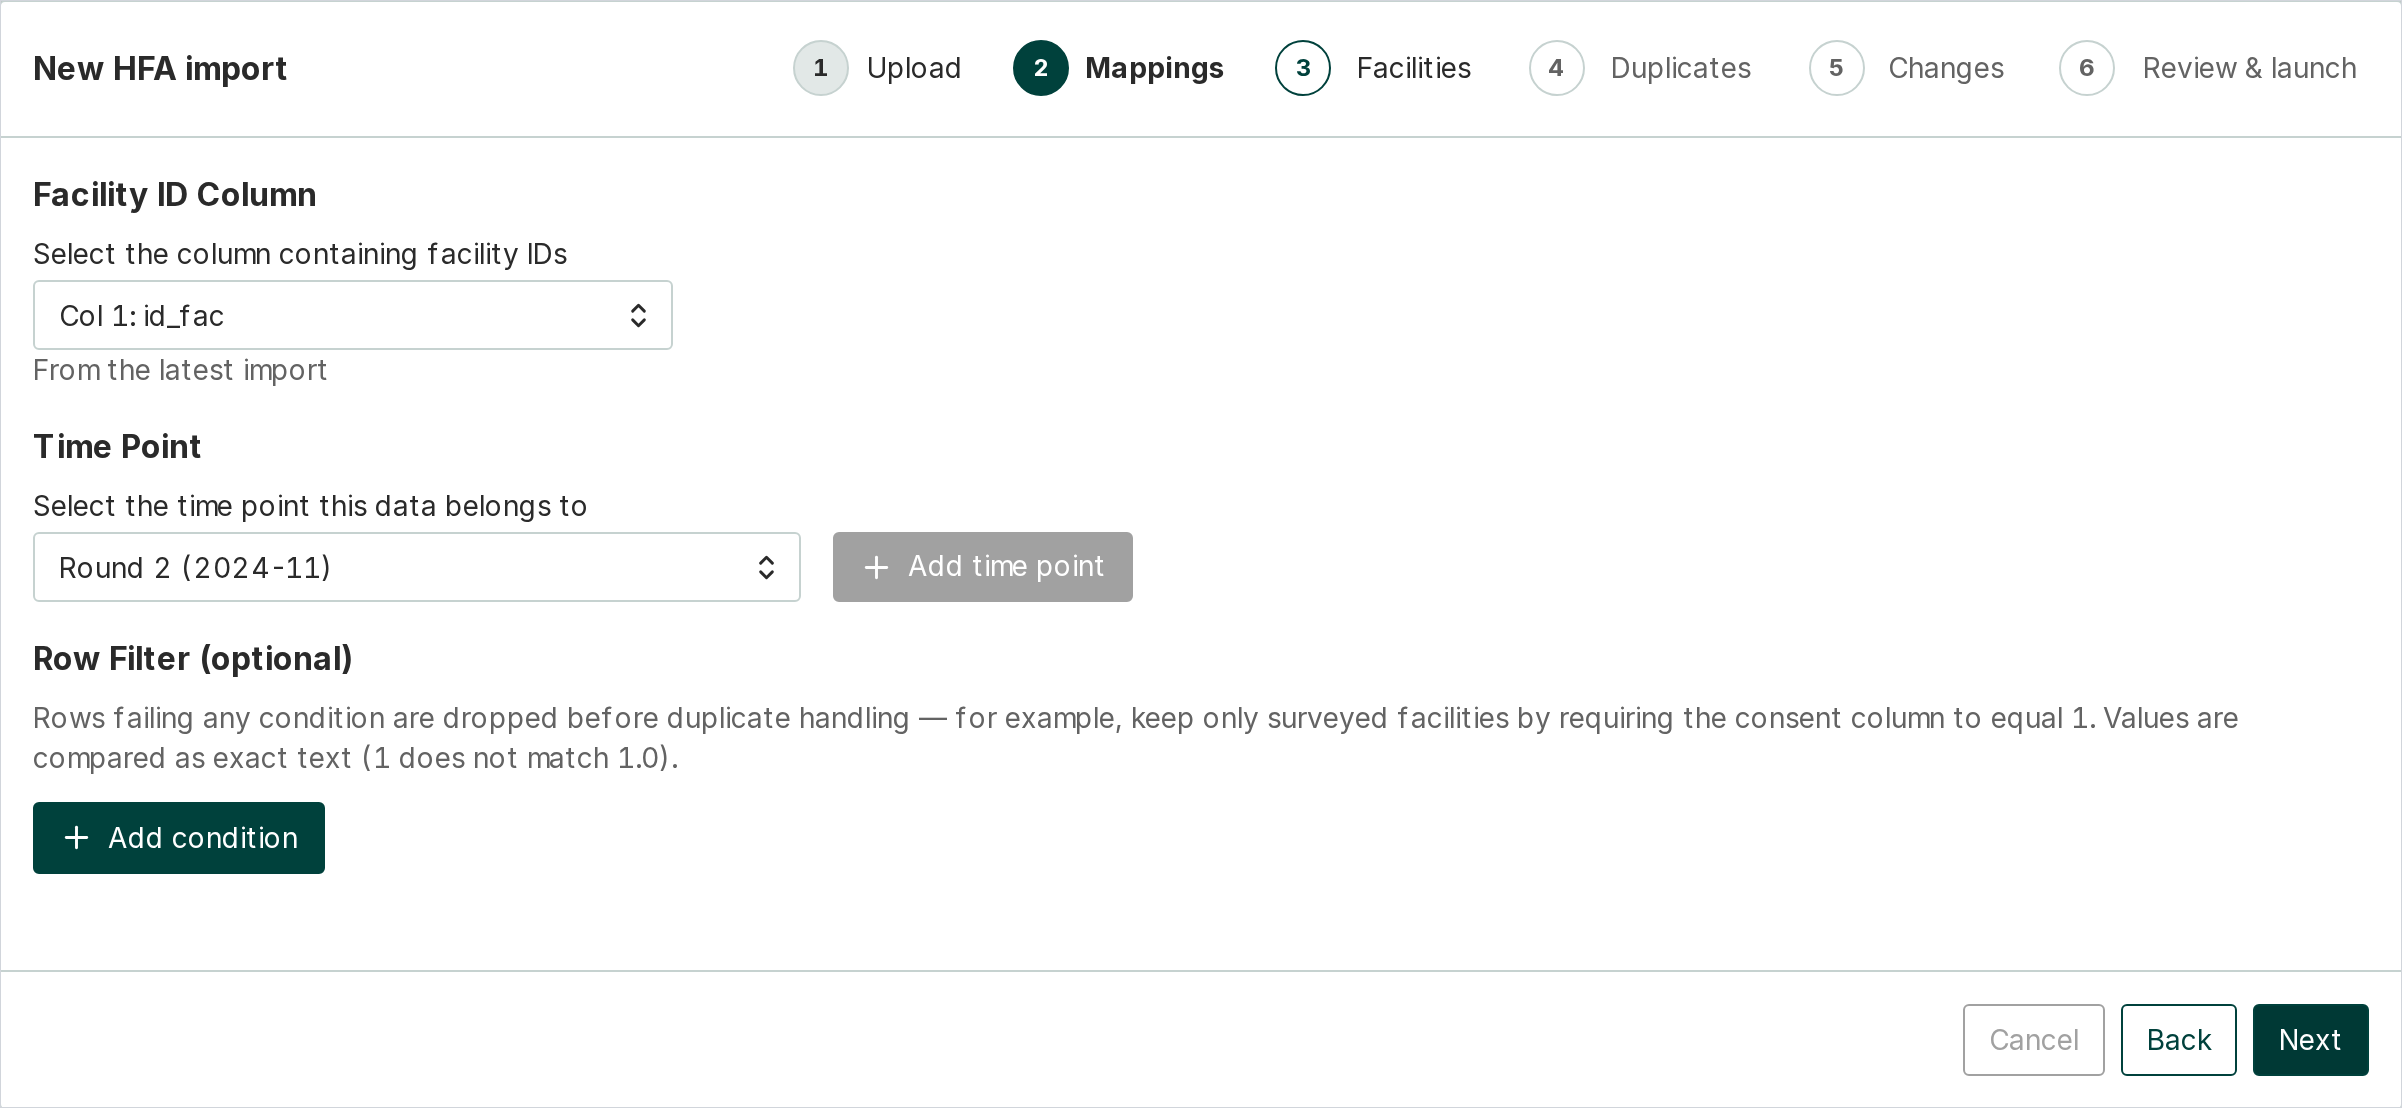 New HFA import
1 Upload 2 Mappings 3 Facilities 4 Duplicates 5 Changes 6 Review & launch
Facility ID Column
Select the column containing facility IDs
Col 1: id_fac
From the latest import
Time Point
Select the time point this data belongs to
Round 2 (2024-11)
+ Add time point
Row Filter (optional)
Rows failing any condition are dropped before duplicate handling — for example, keep only surveyed facilities by requiring the consent column to equal 1. Values are
compared as exact text (1 does not match 1.0).
+ Add condition
Cancel Back Next